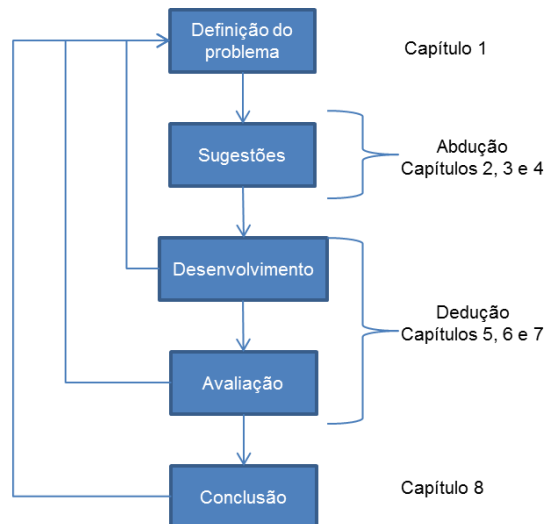 Definição do
problema
Capítulo 1
Sugestões
Abdução
Capítulos 2, 3 e 4
Desenvolvimento
Dedução
Capítulos 5, 6 e 7
Avaliação
Conclusão
Capítulo 8